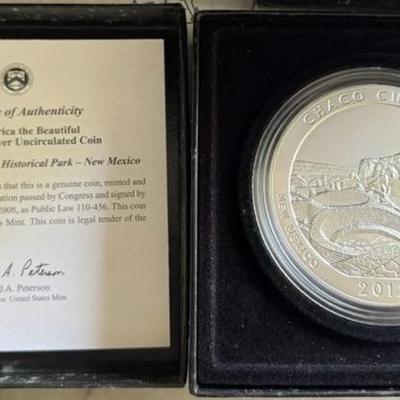 e of Authenticity
rica the Beautiful
ver Uncirculated Coin
Historical Park – New Mexico
s that this is a genuine coin, minted and
ation passed by Congress and signed by
2008, as Public Law 110-456. This coin
s Mint. This coin is legal tender of the
A. Peterson
d A. Peterson
or, United States Mint
CHACO C
NEW MEXICO
201